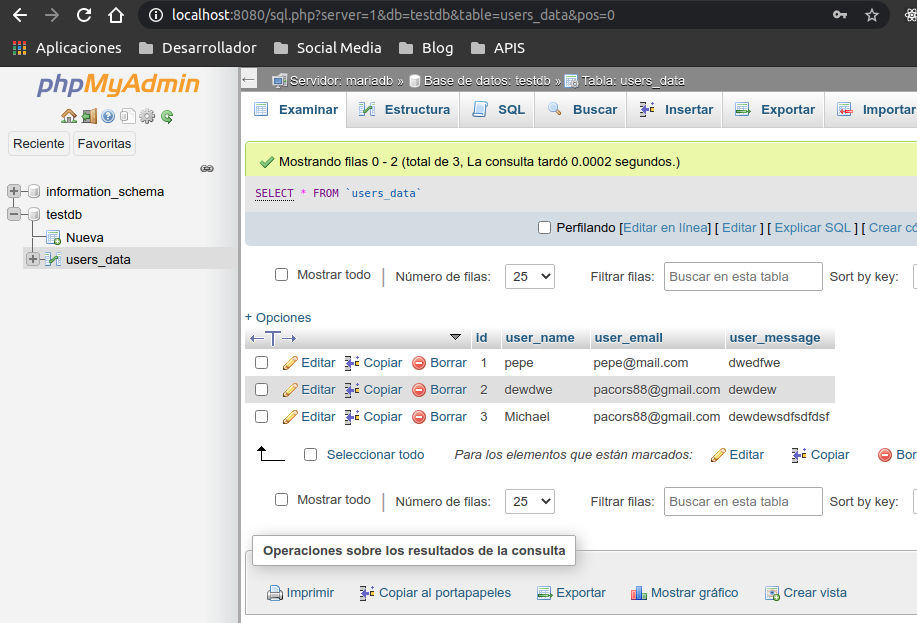 localhost:8080/sql.php?server=1&db=testdb&table=users_data&pos=0
Aplicaciones Desarrollador Social Media Blog APIS
phpMyAdmin
Reciente Favoritas
information_schema
testdb
Nueva
users_data
Servidor: mariadb » Base de datos: testdb » Tabla: users_data
Examinar Estructura SQL Buscar Insertar Exportar Importar
Mostrando filas 0 - 2 (total de 3, La consulta tardó 0.0002 segundos.)
SELECT * FROM `users_data`
Perfilando [Editar en línea] [ Editar ] [ Explicar SQL ] [ Crear có
Mostrar todo | Número de filas: 25 Filtrar filas: Buscar en esta tabla Sort by key:
+ Opciones
←T→ id user_name user_email user_message
Editar Copiar Borrar 1 pepe pepe@mail.com dwedfwe
Editar Copiar Borrar 2 dewdwe pacors88@gmail.com dewdew
Editar Copiar Borrar 3 Michael pacors88@gmail.com dewdewsdfsdfdsf
Seleccionar todo Para los elementos que están marcados: Editar Copiar Bor
Mostrar todo | Número de filas: 25 Filtrar filas: Buscar en esta tabla Sort by key:
Operaciones sobre los resultados de la consulta
Imprimir Copiar al portapapeles Exportar Mostrar gráfico Crear vista